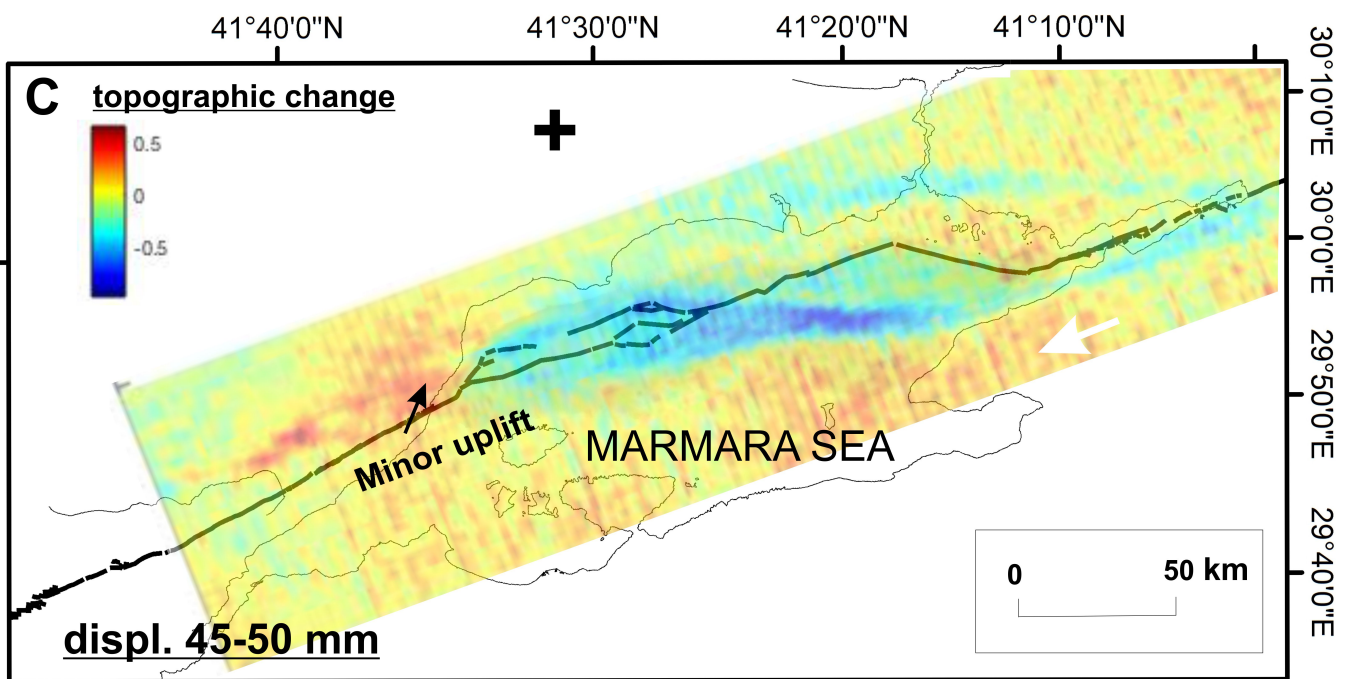 41°40'0"N 41°30'0"N 41°20'0"N 41°10'0"N
C topographic change
0.5
0
-0.5
30°10'0"E
30°0'0"E
29°50'0"E
29°40'0"E
Minor uplift
MARMARA SEA
0 50 km
displ. 45-50 mm